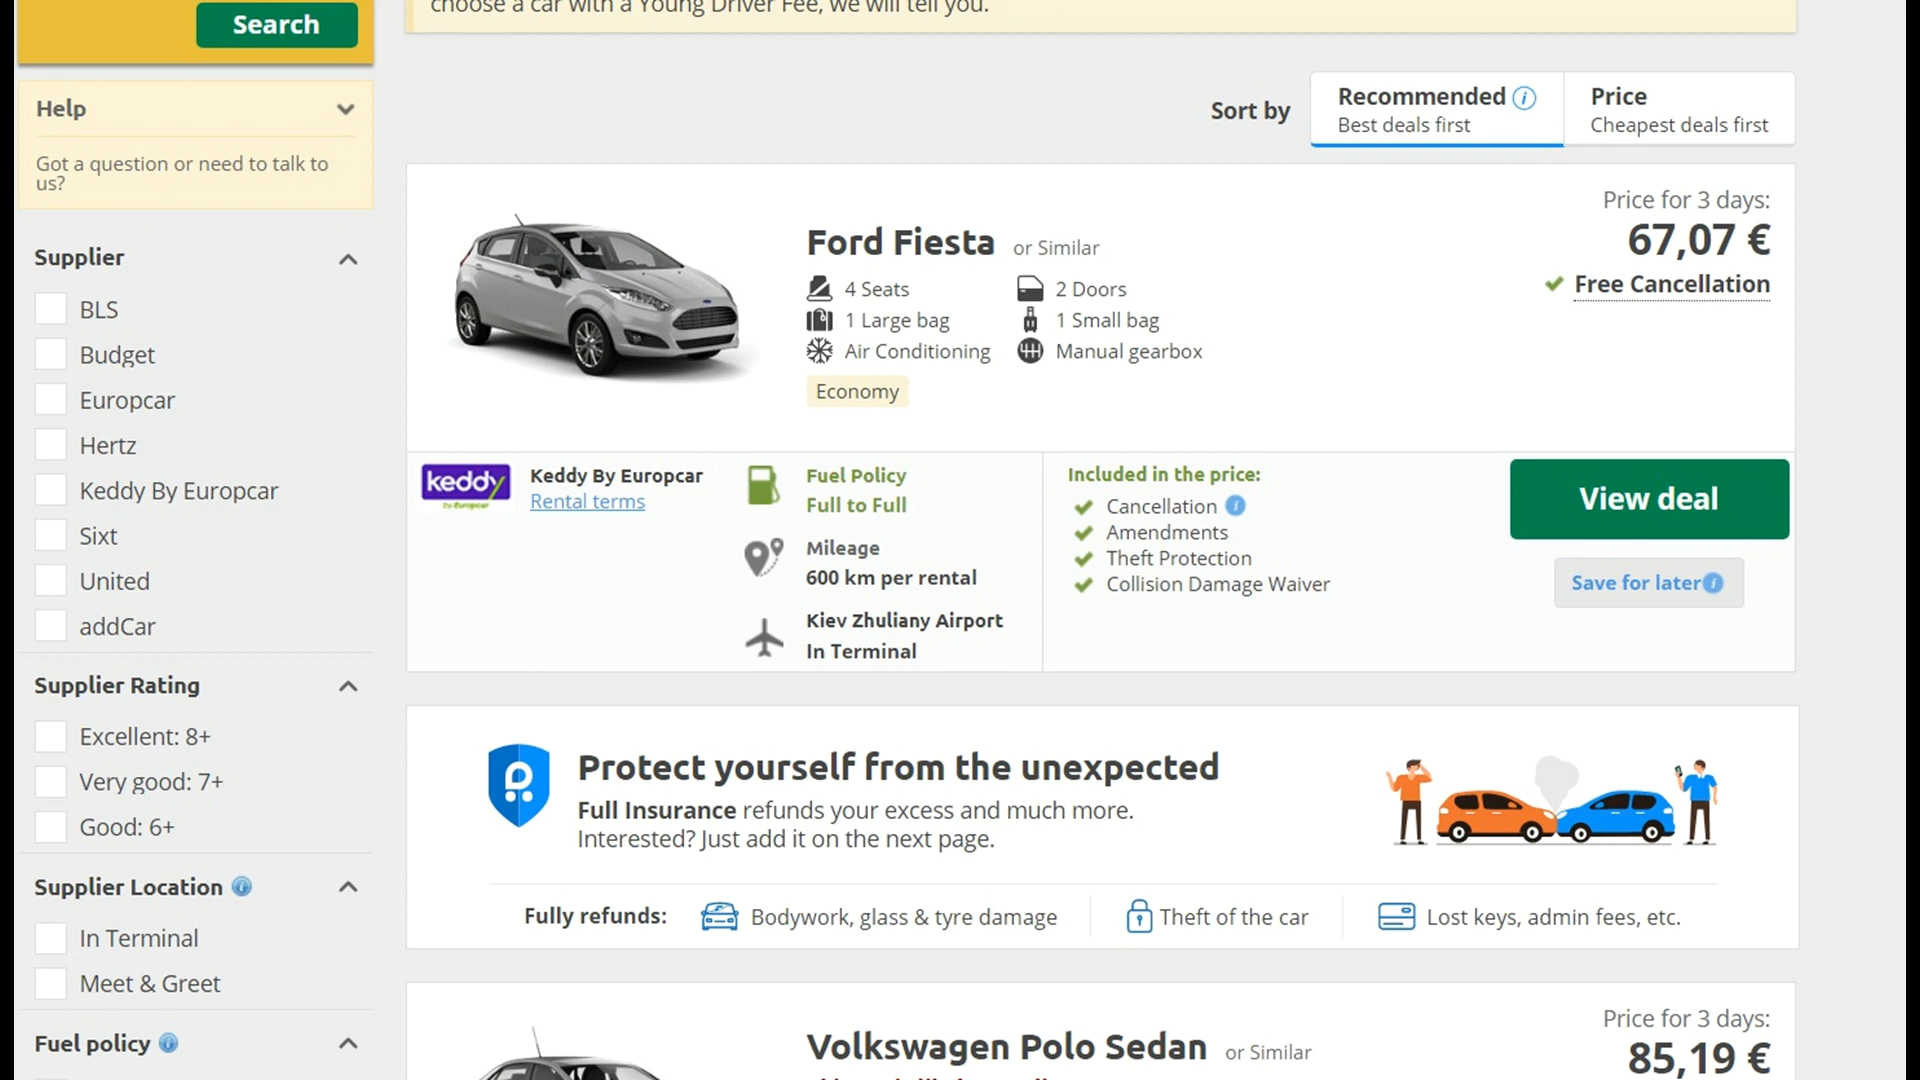 choose a car with a Young Driver Fee, we will tell you.
Search
Help
Got a question or need to talk to
us?
Supplier
BLS
Budget
Europcar
Hertz
Keddy By Europcar
Sixt
United
addCar
Supplier Rating
Excellent: 8+
Very good: 7+
Good: 6+
Supplier Location
In Terminal
Meet & Greet
Fuel policy
Sort by
Recommended
Best deals first
Price
Cheapest deals first
Ford Fiesta or Similar
4 Seats
2 Doors
1 Large bag
1 Small bag
Air Conditioning
Manual gearbox
Economy
Price for 3 days:
67,07 €
Free Cancellation
keddy
by Europcar
Keddy By Europcar
Rental terms
Fuel Policy
Full to Full
Mileage
600 km per rental
Kiev Zhuliany Airport
In Terminal
Included in the price:
Cancellation
Amendments
Theft Protection
Collision Damage Waiver
View deal
Save for later
Protect yourself from the unexpected
Full Insurance refunds your excess and much more.
Interested? Just add it on the next page.
Fully refunds:
Bodywork, glass & tyre damage
Theft of the car
Lost keys, admin fees, etc.
Volkswagen Polo Sedan or Similar
Price for 3 days:
85,19 €